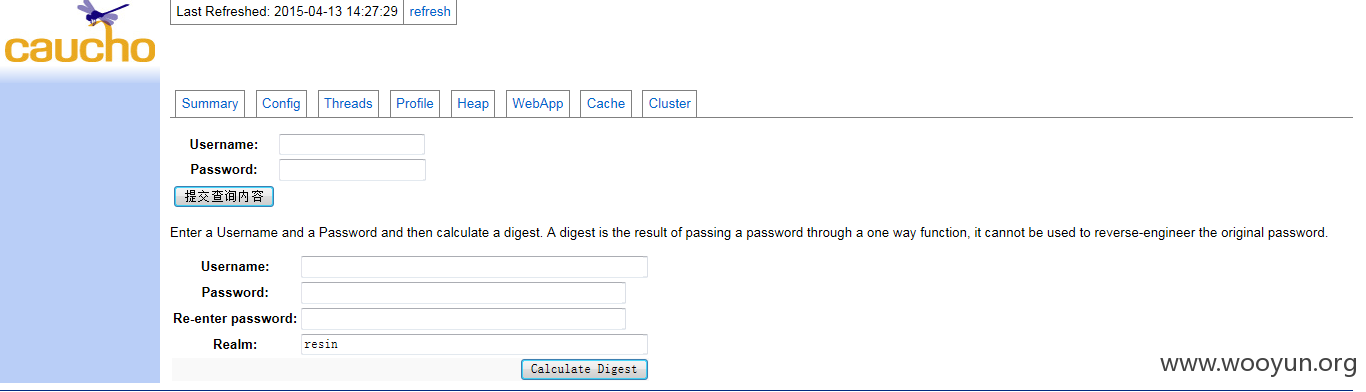 caucho
Last Refreshed: 2015-04-13 14:27:29 refresh
Summary Config Threads Profile Heap WebApp Cache Cluster
Username:
Password:
提交查询内容
Enter a Username and a Password and then calculate a digest. A digest is the result of passing a password through a one way function, it cannot be used to reverse-engineer the original password.
Username:
Password:
Re-enter password:
Realm: resin
Calculate Digest
www.wooyun.org